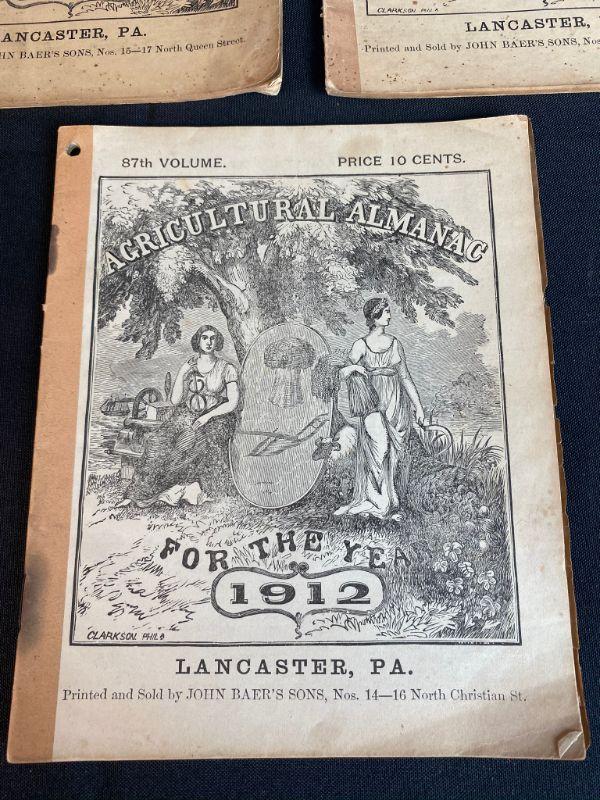 CLARKSON PHILA
LANCASTER, PA.
LANCASTER,
JOHN BAER'S SONS, Nos. 15—17 North Queen Street.
Printed and Sold by JOHN BAER'S SONS, Nos.
87th VOLUME. PRICE 10 CENTS.
AGRICULTURAL ALMANAC
FOR THE YEA
1912
CLARKSON. PHILA
LANCASTER, PA.
Printed and Sold by JOHN BAER'S SONS, Nos. 14—16 North Christian St.